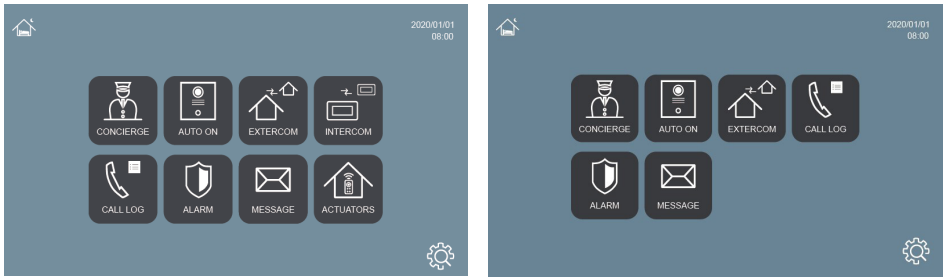 2020/01/01
08:00
CONCIERGE AUTO ON EXTERCOM INTERCOM
CALL LOG ALARM MESSAGE ACTUATORS
2020/01/01
08:00
CONCIERGE AUTO ON EXTERCOM CALL LOG
ALARM MESSAGE